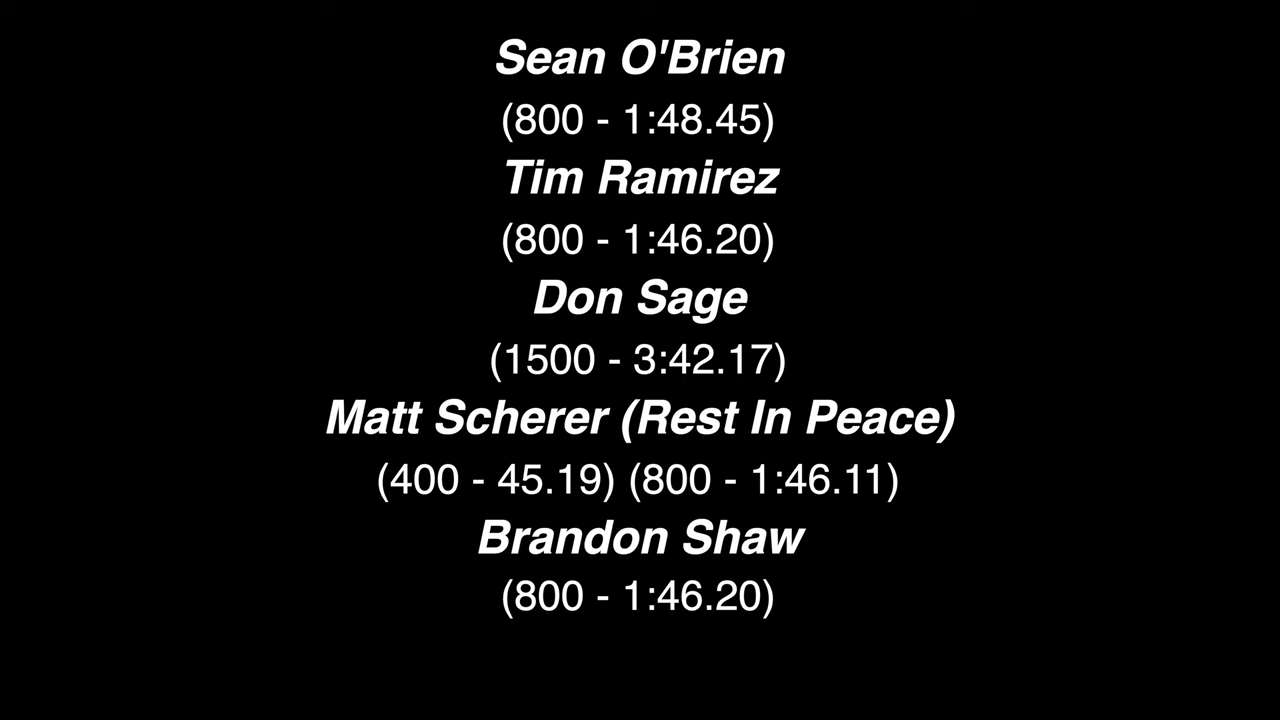 Sean O'Brien
(800 - 1:48.45)
Tim Ramirez
(800 - 1:46.20)
Don Sage
(1500 - 3:42.17)
Matt Scherer (Rest In Peace)
(400 - 45.19) (800 - 1:46.11)
Brandon Shaw
(800 - 1:46.20)